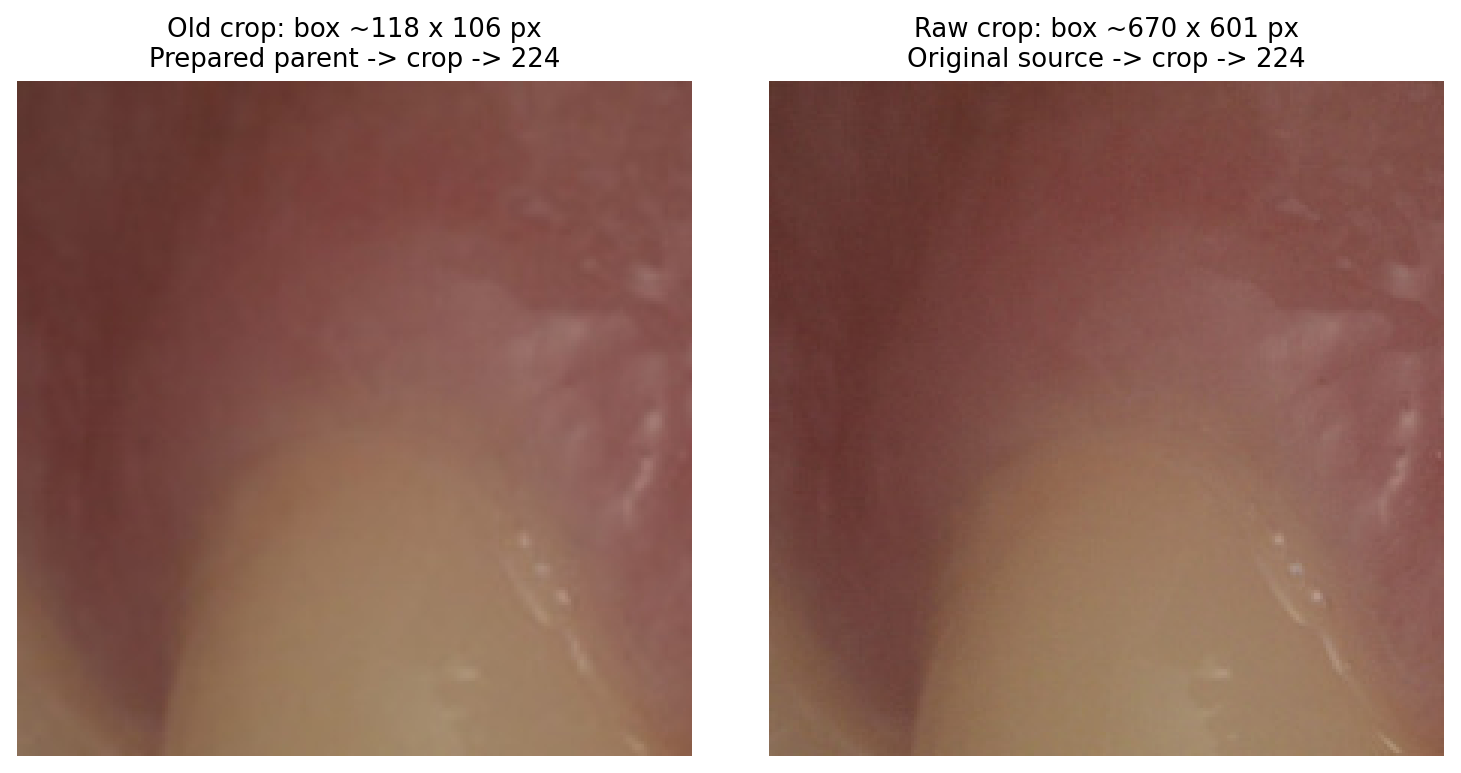 Old crop: box ~118 x 106 px
Prepared parent -> crop -> 224
Raw crop: box ~670 x 601 px
Original source -> crop -> 224